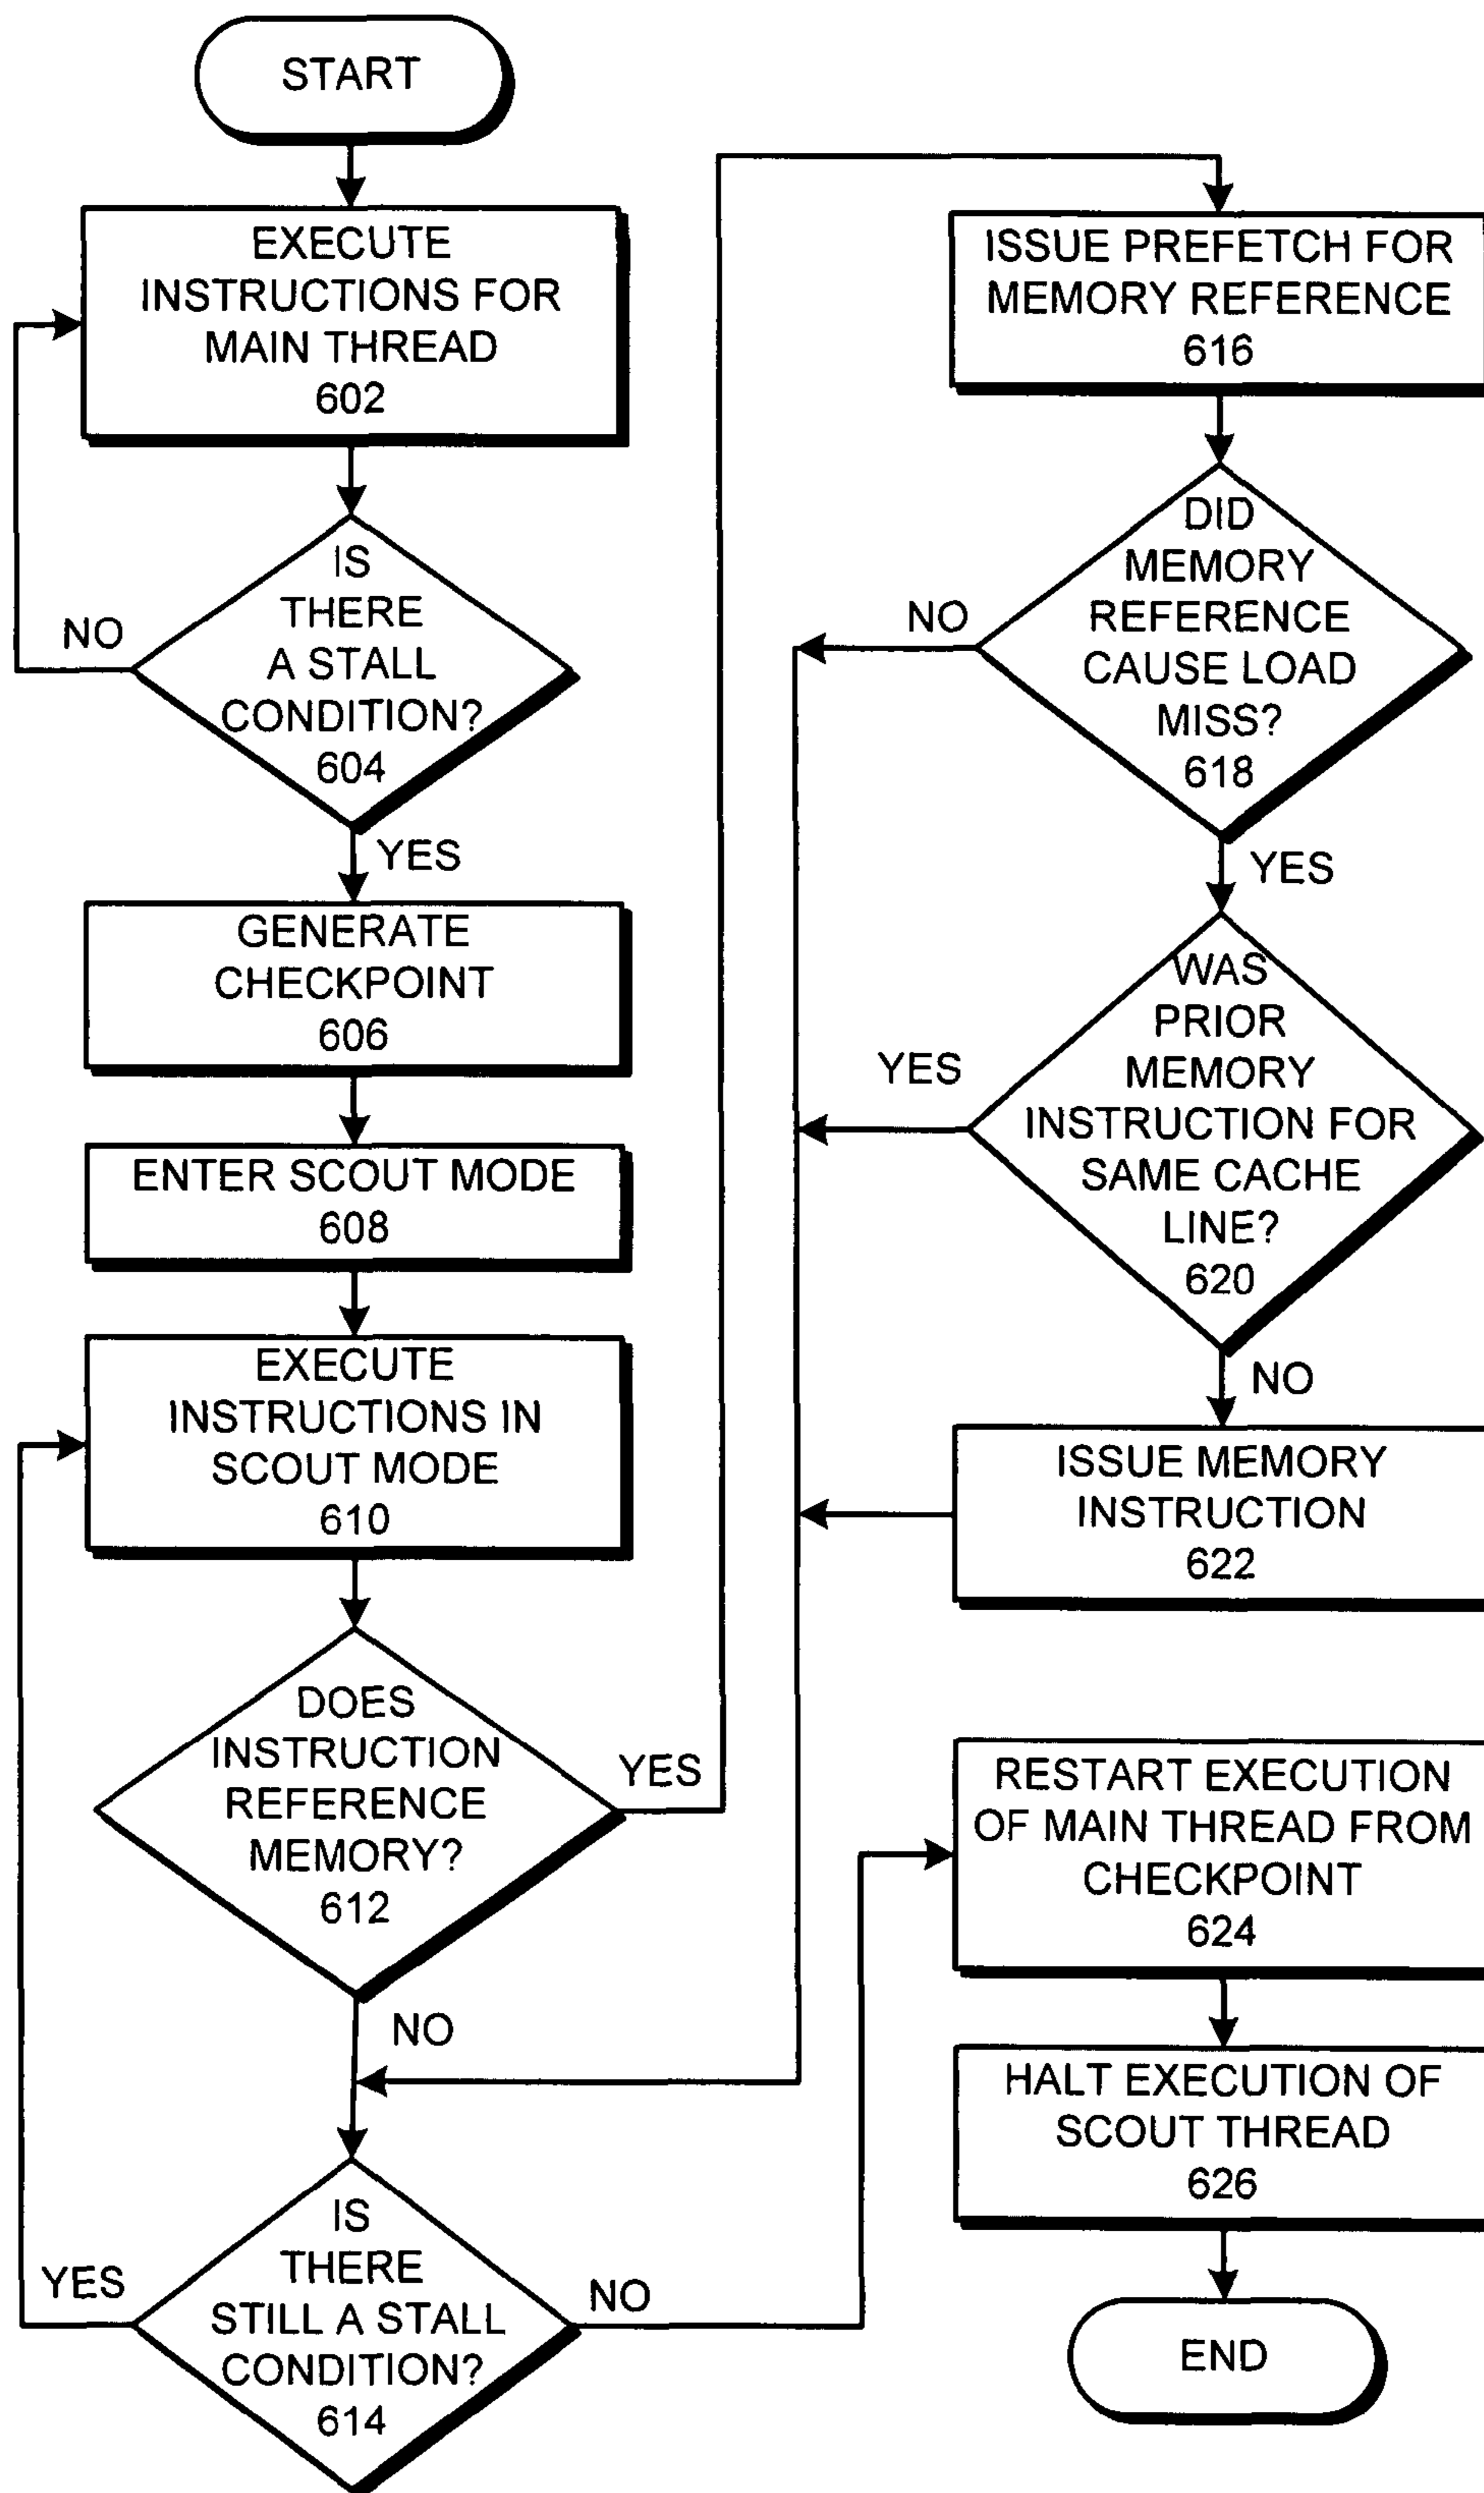 START
EXECUTE
INSTRUCTIONS FOR
MAIN THREAD
602
IS
THERE
A STALL
CONDITION?
604
NO
YES
GENERATE
CHECKPOINT
606
ENTER SCOUT MODE
608
EXECUTE
INSTRUCTIONS IN
SCOUT MODE
610
DOES
INSTRUCTION
REFERENCE
MEMORY?
612
YES
NO
IS
THERE
STILL A STALL
CONDITION?
614
YES
NO
ISSUE PREFETCH FOR
MEMORY REFERENCE
616
DID
MEMORY
REFERENCE
CAUSE LOAD
MISS?
618
NO
YES
WAS
PRIOR
MEMORY
INSTRUCTION FOR
SAME CACHE
LINE?
620
YES
NO
ISSUE MEMORY
INSTRUCTION
622
RESTART EXECUTION
OF MAIN THREAD FROM
CHECKPOINT
624
HALT EXECUTION OF
SCOUT THREAD
626
END